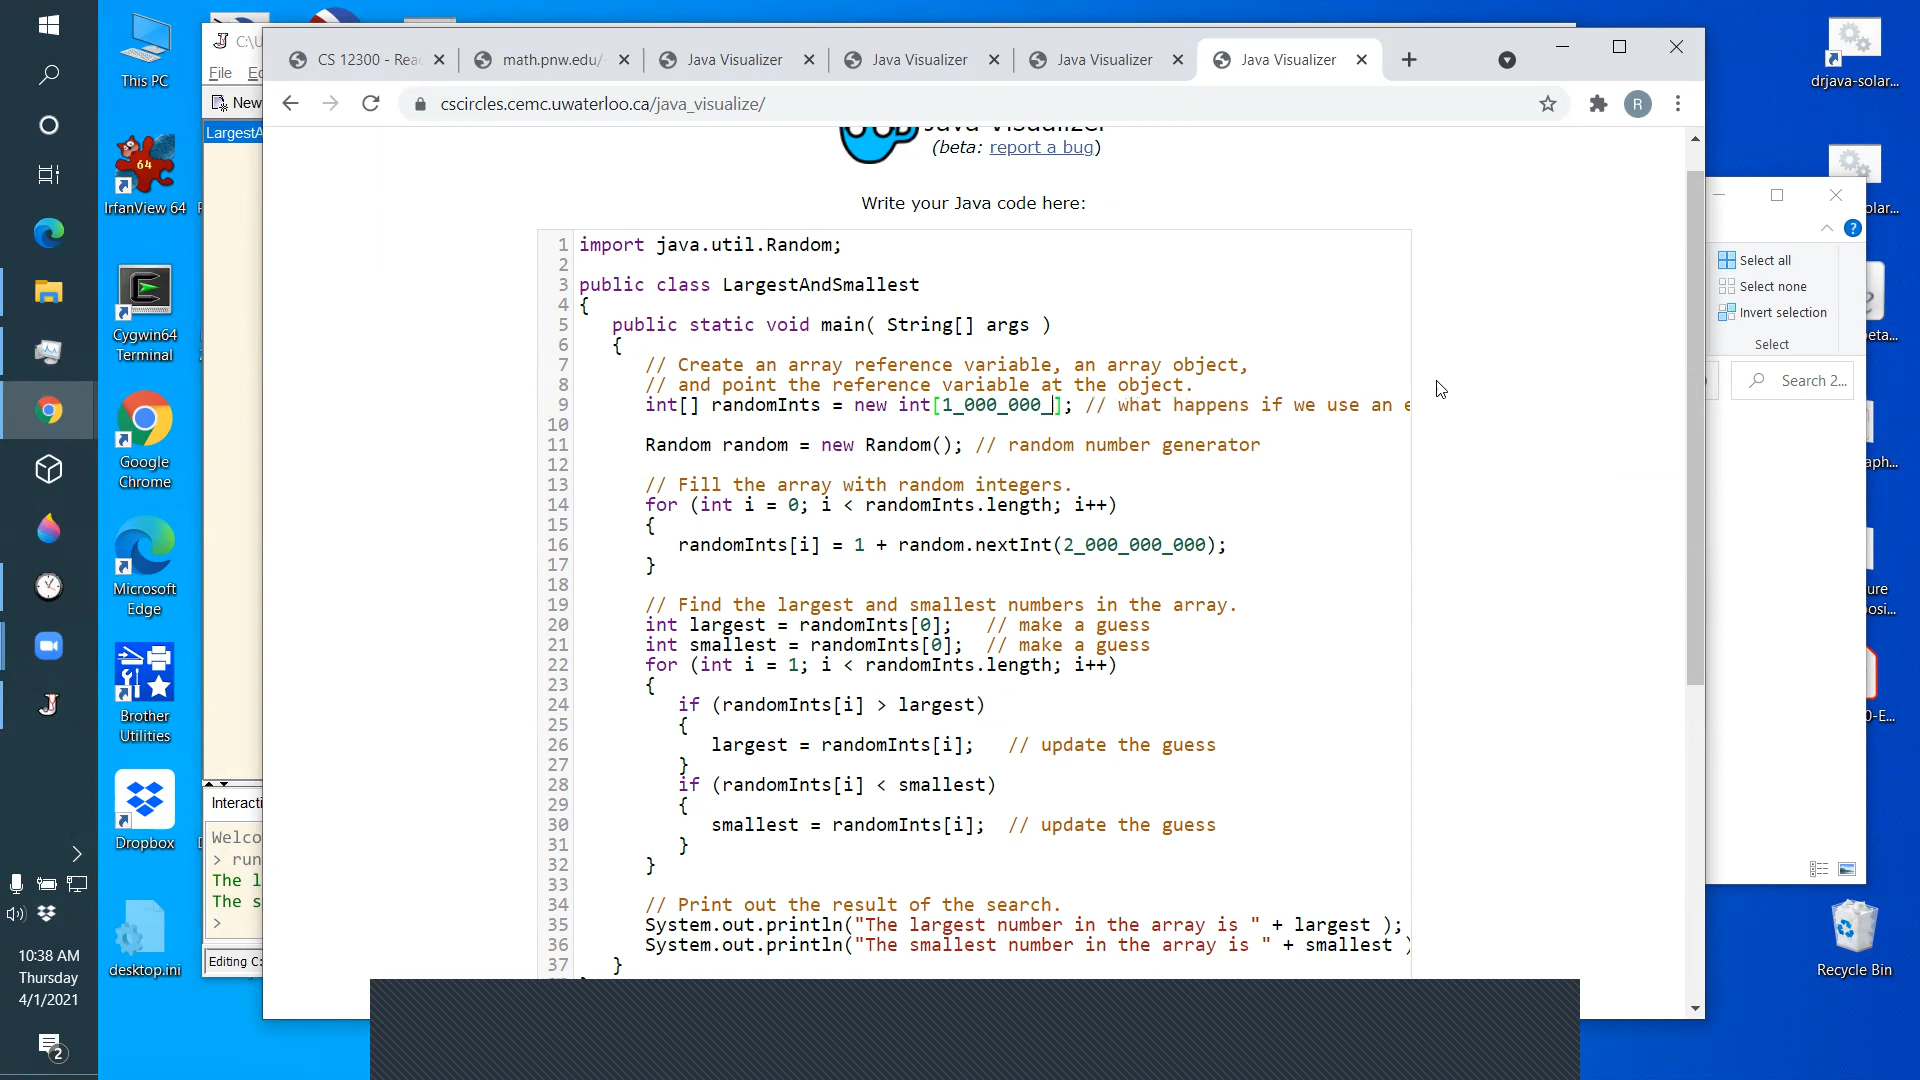 This PC
IrfanView 64
Cygwin64
Terminal
Google
Chrome
Microsoft
Edge
Brother
Utilities
Dropbox
desktop.ini
10:38 AM
Thursday
4/1/2021
2
File
New
Welco
> run
The l
The s
>
Editing C:
CS 12300 - Rea
math.pnw.edu/
Java Visualizer
Java Visualizer
Java Visualizer
Java Visualizer
cscircles.cemc.uwaterloo.ca/java_visualize/
R
Java Visualizer
(beta: report a bug)
Write your Java code here:
1 import java.util.Random;
2
3 public class LargestAndSmallest
4 {
5 public static void main( String[] args )
6 {
7 // Create an array reference variable, an array object,
8 // and point the reference variable at the object.
9 int[] randomInts = new int[1_000_000_]; // what happens if we use an e
10
11 Random random = new Random(); // random number generator
12
13 // Fill the array with random integers.
14 for (int i = 0; i < randomInts.length; i++)
15 {
16 randomInts[i] = 1 + random.nextInt(2_000_000_000);
17 }
18
19 // Find the largest and smallest numbers in the array.
20 int largest = randomInts[0]; // make a guess
21 int smallest = randomInts[0]; // make a guess
22 for (int i = 1; i < randomInts.length; i++)
23 {
24 if (randomInts[i] > largest)
25 {
26 largest = randomInts[i]; // update the guess
27 }
28 if (randomInts[i] < smallest)
29 {
30 smallest = randomInts[i]; // update the guess
31 }
32 }
33
34 // Print out the result of the search.
35 System.out.println("The largest number in the array is " + largest );
36 System.out.println("The smallest number in the array is " + smallest )
37 }
Select all
Select none
Invert selection
Select
Search 2...
drjava-solar...
Recycle Bin